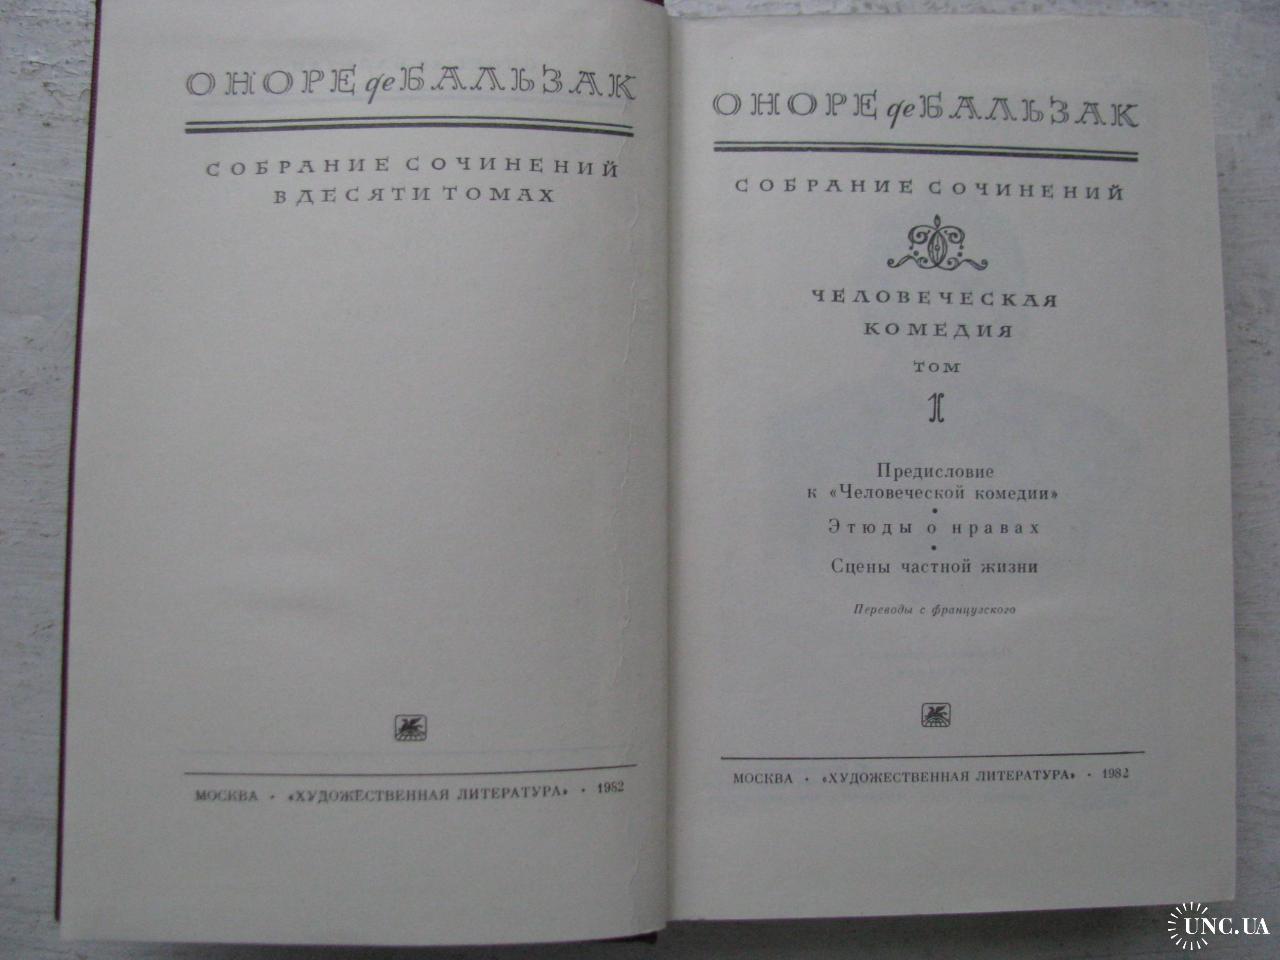 ОНОРЕ де БАЛЬЗАК
СОБРАНИЕ СОЧИНЕНИЙ
В ДЕСЯТИ ТОМАХ
МОСКВА · «ХУДОЖЕСТВЕННАЯ ЛИТЕРАТУРА» · 1982
ОНОРЕ де БАЛЬЗАК
СОБРАНИЕ СОЧИНЕНИЙ
ЧЕЛОВЕЧЕСКАЯ
КОМЕДИЯ
ТОМ
1
Предисловие
к «Человеческой комедии»
•
Этюды о нравах
•
Сцены частной жизни
Переводы с французского
МОСКВА · «ХУДОЖЕСТВЕННАЯ ЛИТЕРАТУРА» · 1982
UNC.UA